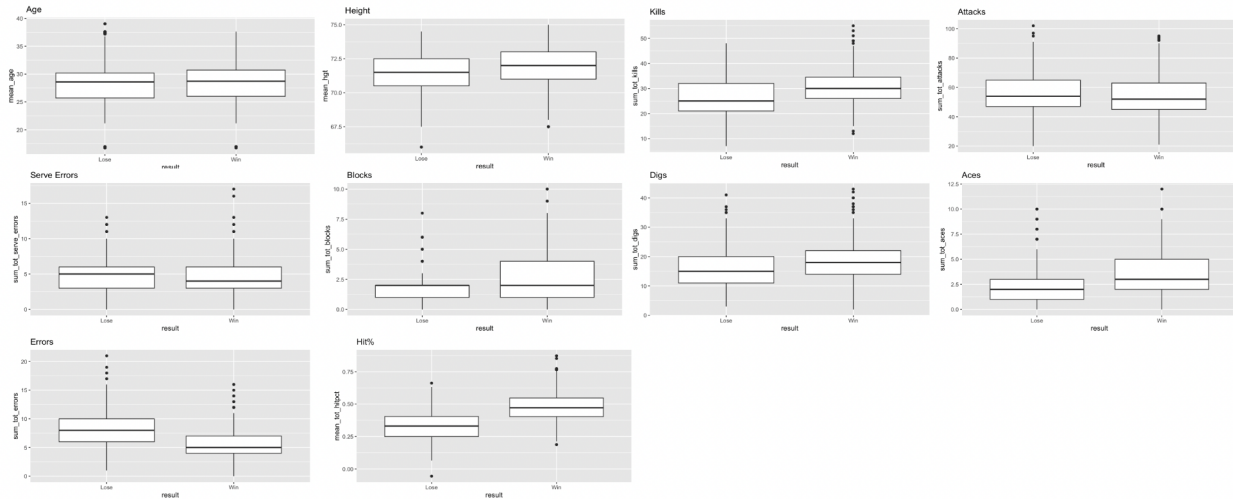 Age
mean_age
40
35
30
25
20
Lose
Win
result
Height
mean_hgt
75.0
72.5
70.0
67.5
Lose
Win
result
Kills
sum_tot_kills
50
40
30
20
10
Lose
Win
result
Attacks
sum_tot_attacks
100
80
60
40
20
Lose
Win
result
Serve Errors
sum_tot_serve_errors
15
10
5
0
Lose
Win
result
Blocks
sum_tot_blocks
10.0
7.5
5.0
2.5
0.0
Lose
Win
result
Digs
sum_tot_digs
40
30
20
10
0
Lose
Win
result
Aces
sum_tot_aces
12.5
10.0
7.5
5.0
2.5
0.0
Lose
Win
result
Errors
sum_tot_errors
20
15
10
5
0
Lose
Win
result
Hit%
mean_tot_hitpct
0.75
0.50
0.25
0.00
Lose
Win
result